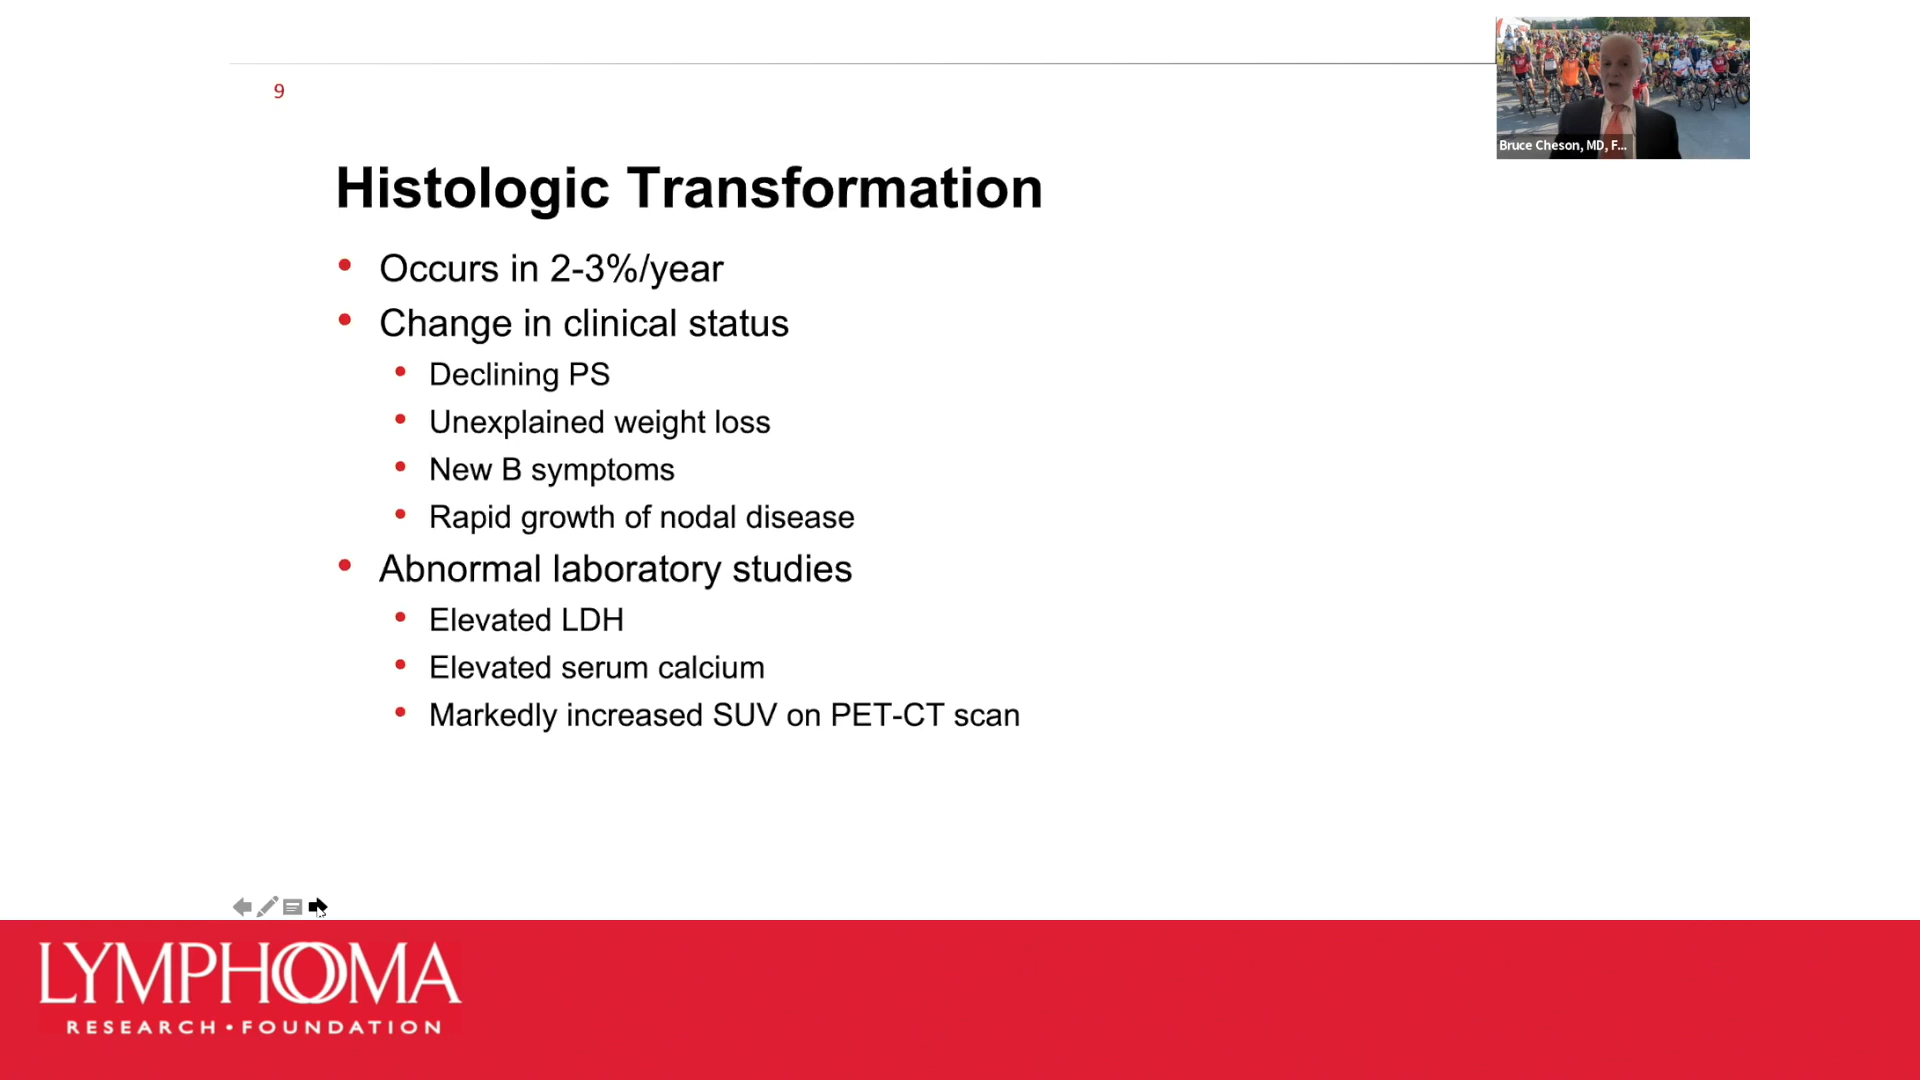 9
Bruce Cheson, MD, F...
Histologic Transformation
• Occurs in 2-3%/year
• Change in clinical status
• Declining PS
• Unexplained weight loss
• New B symptoms
• Rapid growth of nodal disease
• Abnormal laboratory studies
• Elevated LDH
• Elevated serum calcium
• Markedly increased SUV on PET-CT scan
LYMPHOMA
RESEARCH • FOUNDATION